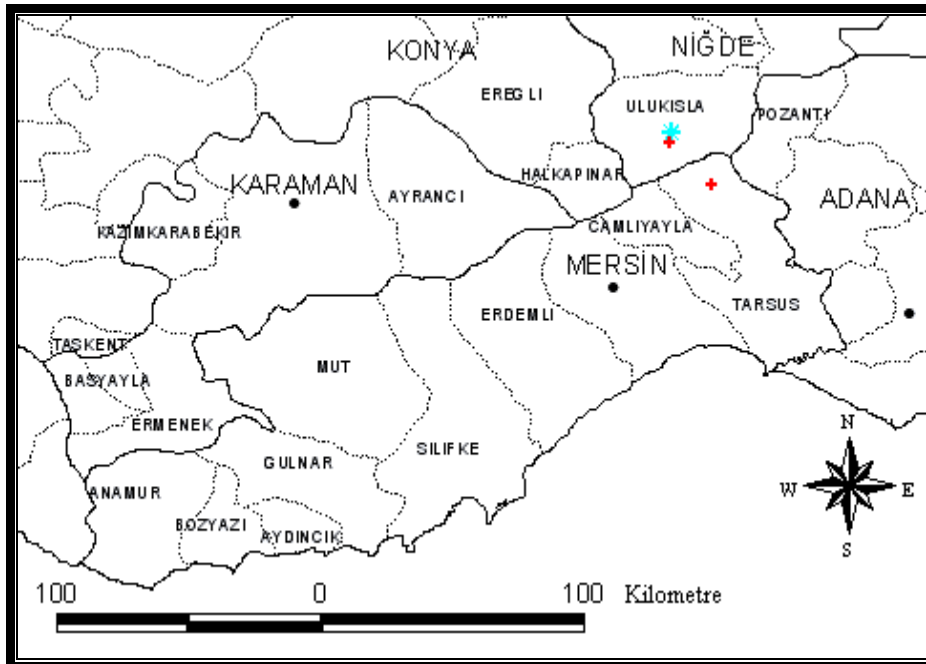 KONYA
NİĞDE
EREGLI
ULUKISLA
POZANTI
HALKAPINAR
KARAMAN
AYRANCI
ADANA
KAZIMKARABEKIR
CAMLIYAYLA
MERSİN
TARSUS
ERDEMLI
TASKENT
MUT
BASYAYLA
ERMENEK
SILIFKE
GULNAR
ANAMUR
BOZYAZI
AYDINCIK
N
W
E
S
100 0 100 Kilometre